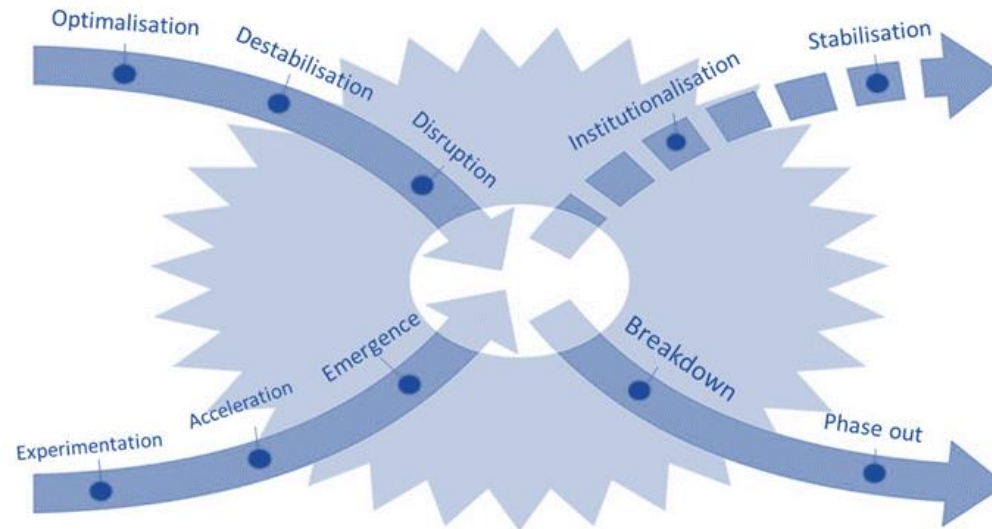 Optimalisation
Destabilisation
Disruption
Institutionalisation
Stabilisation
Experimentation
Acceleration
Emergence
Breakdown
Phase out